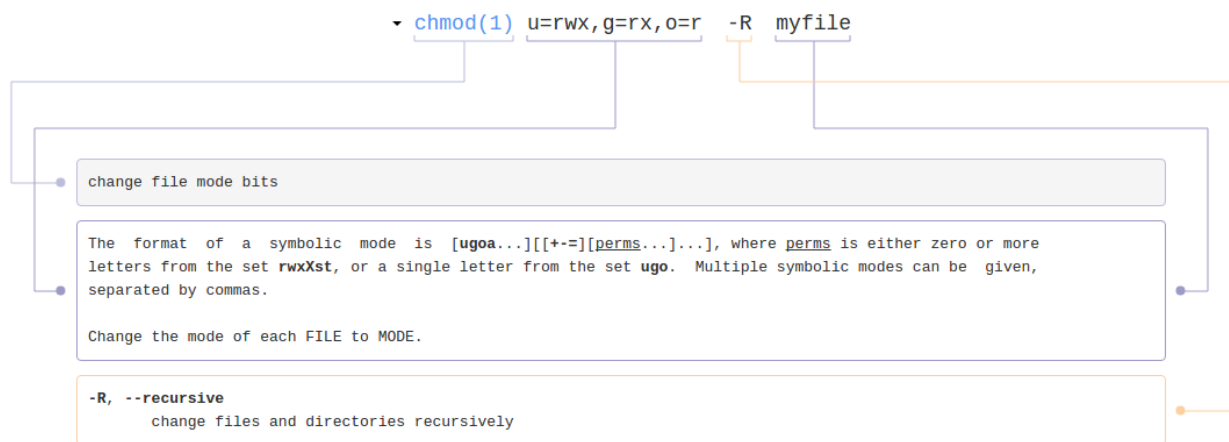 chmod(1) u=rwx,g=rx,o=r -R myfile
change file mode bits
The format of a symbolic mode is [ugoa...][[+-=][perms...]...], where perms is either zero or more
letters from the set rwxXst, or a single letter from the set ugo. Multiple symbolic modes can be given,
separated by commas.
Change the mode of each FILE to MODE.
-R, --recursive
change files and directories recursively